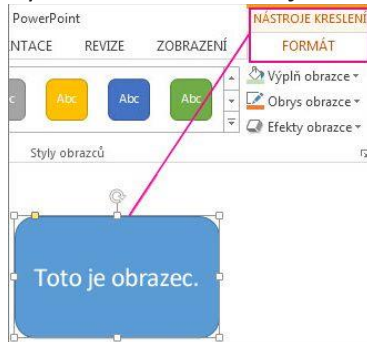 PowerPoint
NÁSTROJE KRESLENÍ
REVIZE ZOBRAZENÍ FORMÁT
Abc Abc Abc
Výplň obrazce
Obrys obrazce
Efekty obrazce
Styly obrazců
Toto je obrazec.